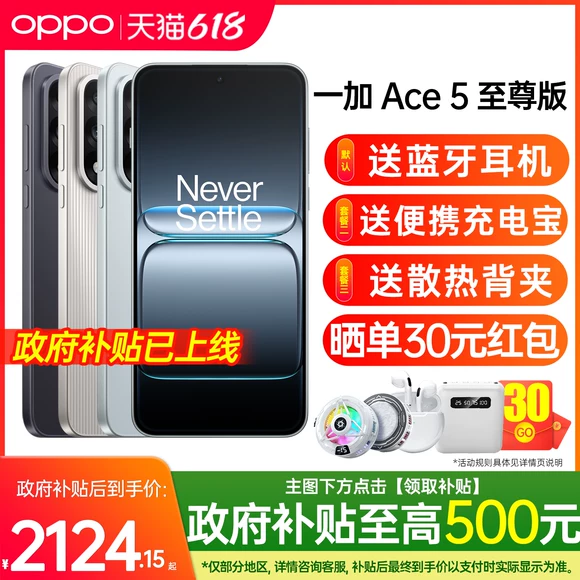 oppo 天猫618
一加 Ace 5 至尊版
Never
Settle
默认 送蓝牙耳机
套餐二 送便携充电宝
套餐三 送散热背夹
政府补贴已上线
晒单30元红包
30
GO
*活动规则具体见详情页说明
政府补贴后到手价:
¥2124.15起
主图下方点击【领取补贴】
政府补贴至高500元
*仅部分地区, 详情咨询客服, 补贴后最终到手价以支付时实际显示为准。